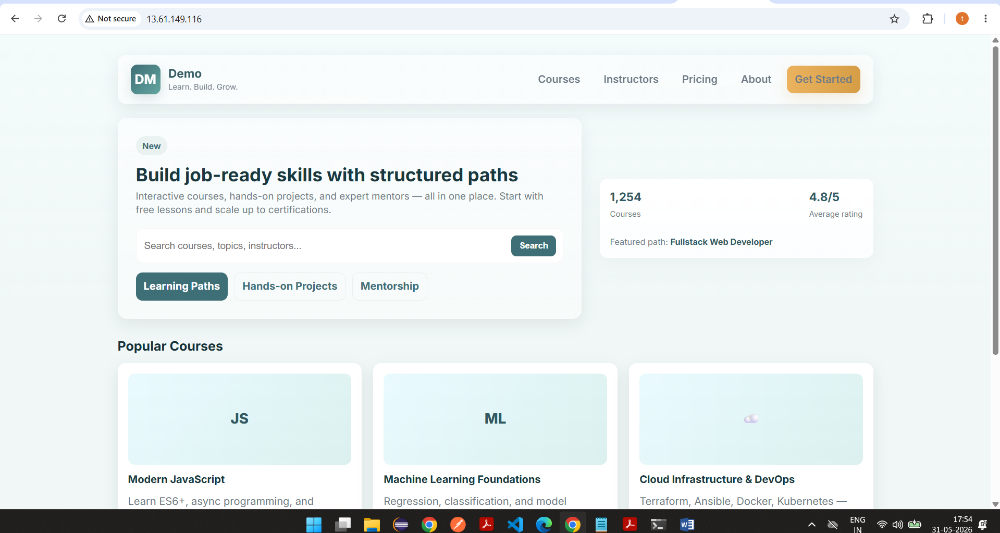 Not secure
13.61.149.116
t
DM
Demo
Learn. Build. Grow.
Courses
Instructors
Pricing
About
Get Started
New
Build job-ready skills with structured paths
Interactive courses, hands-on projects, and expert mentors — all in one place. Start with
free lessons and scale up to certifications.
Search courses, topics, instructors...
Search
Learning Paths
Hands-on Projects
Mentorship
1,254
Courses
4.8/5
Average rating
Featured path: Fullstack Web Developer
Popular Courses
JS
Modern JavaScript
Learn ES6+, async programming, and
ML
Machine Learning Foundations
Regression, classification, and model
Cloud Infrastructure & DevOps
Terraform, Ansible, Docker, Kubernetes —
ENG
IN
17:54
31-05-2026